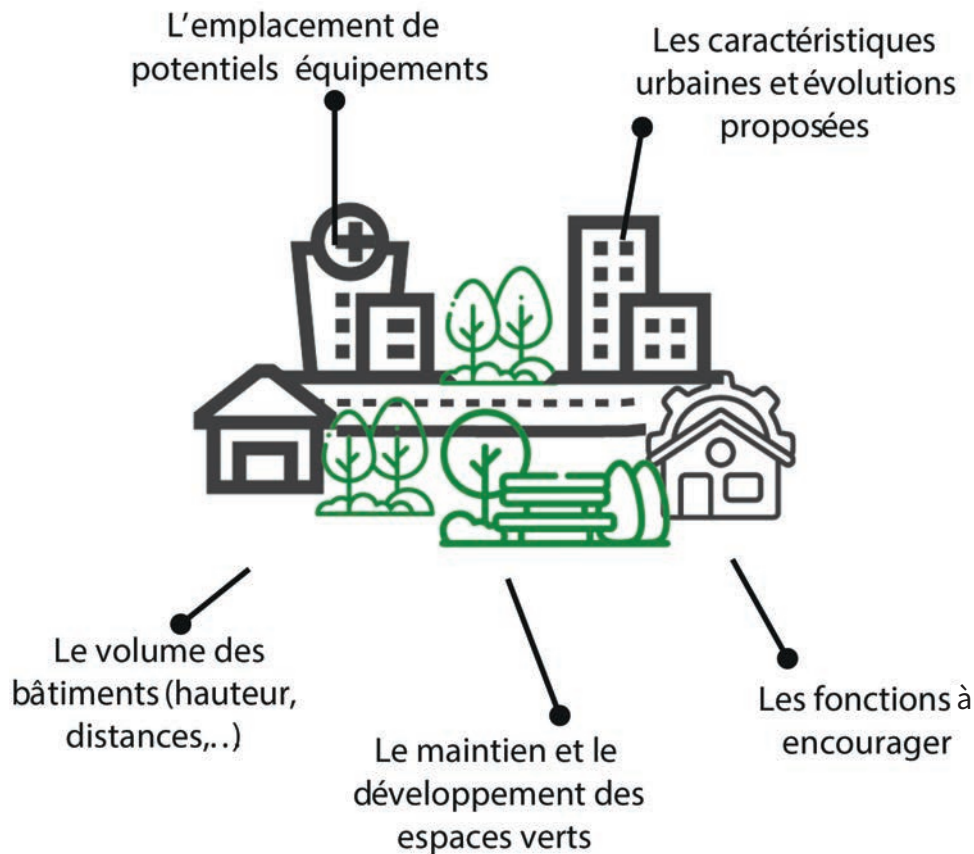 L'emplacement de
potentiels équipements
Les caractéristiques
urbaines et évolutions
proposées
Le volume des
bâtiments (hauteur,
distances,..)
Le maintien et le
développement des
espaces verts
Les fonctions à
encourager